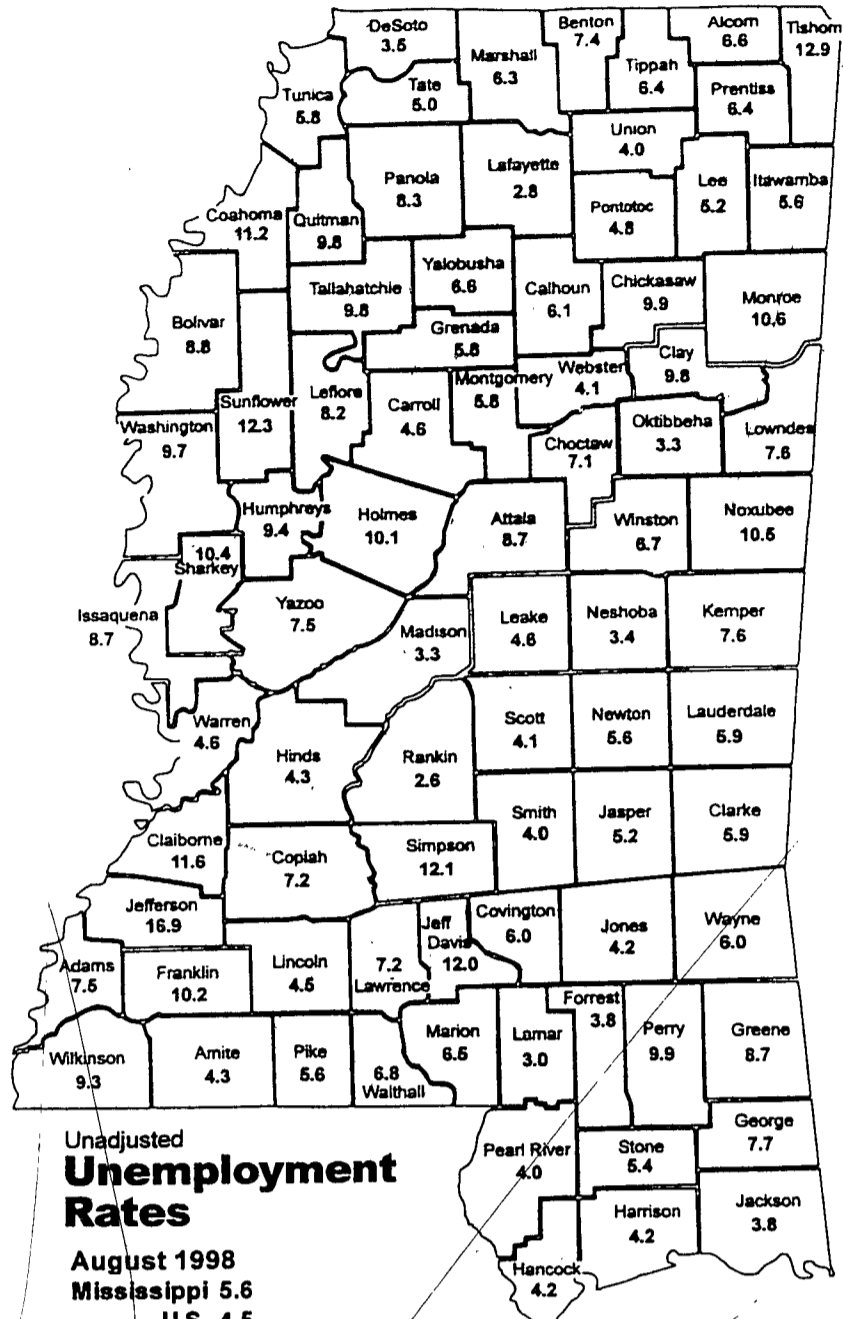 DeSoto
3.5
Marshall
6.3
Benton
7.4
Tippah
6.4
Alcorn
6.6
Tishom
12.9
Tunica
5.8
Tate
5.0
Prentiss
6.4
Union
4.0
Panola
8.3
Lafayette
2.8
Pontotoc
4.8
Lee
5.2
Itawamba
5.6
Coahoma
11.2
Quitman
9.8
Tallahatchie
9.8
Yalobusha
6.6
Calhoun
6.1
Chickasaw
9.9
Monroe
10.6
Bolivar
8.8
Grenada
5.8
Sunflower
12.3
Leflore
8.2
Carroll
4.6
Montgomery
5.8
Webster
4.1
Clay
9.8
Washington
9.7
Choctaw
7.1
Oktibbeha
3.3
Lowndes
7.6
Humphreys
9.4
Holmes
10.1
Attala
8.7
Winston
6.7
Noxubee
10.5
10.4
Sharkey
Issaquena
8.7
Yazoo
7.5
Madison
3.3
Leake
4.6
Neshoba
3.4
Kemper
7.6
Warren
4.6
Hinds
4.3
Rankin
2.6
Scott
4.1
Newton
5.6
Lauderdale
5.9
Claiborne
11.6
Copiah
7.2
Simpson
12.1
Smith
4.0
Jasper
5.2
Clarke
5.9
Jefferson
16.9
Adams
7.5
Franklin
10.2
Lincoln
4.5
7.2
Lawrence
Jeff
Davis
12.0
Covington
6.0
Jones
4.2
Wayne
6.0
Wilkinson
9.3
Amite
4.3
Pike
5.6
6.8
Walthall
Marion
6.5
Lamar
3.0
Forrest
3.8
Perry
9.9
Greene
8.7
Pearl River
4.0
Stone
5.4
George
7.7
Hancock
4.2
Harrison
4.2
Jackson
3.8
Unadjusted
Unemployment
Rates
August 1998
Mississippi 5.6
U.S. 4.5